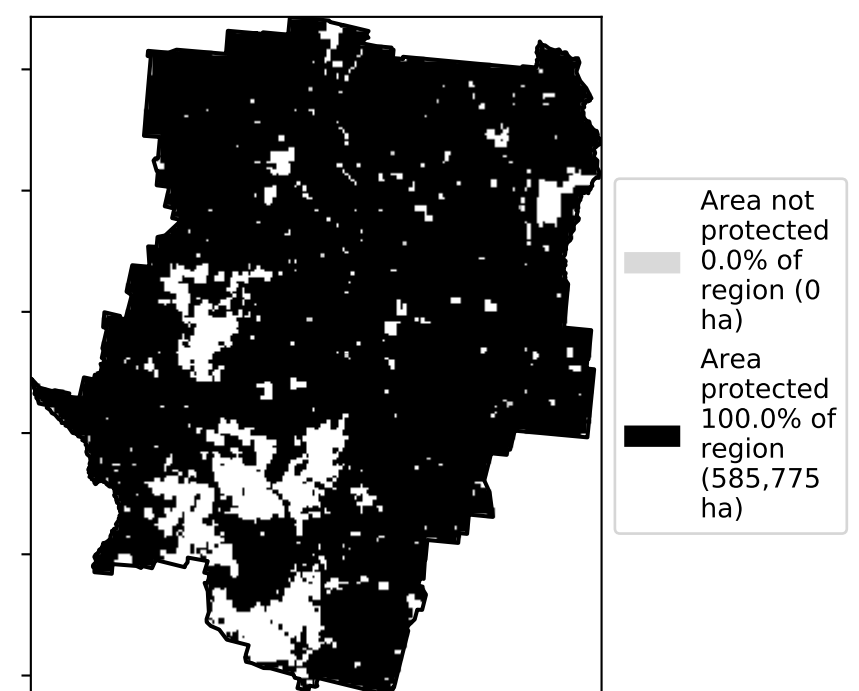 Area not
protected
0.0% of
region (0
ha)
Area
protected
100.0% of
region
(585,775
ha)